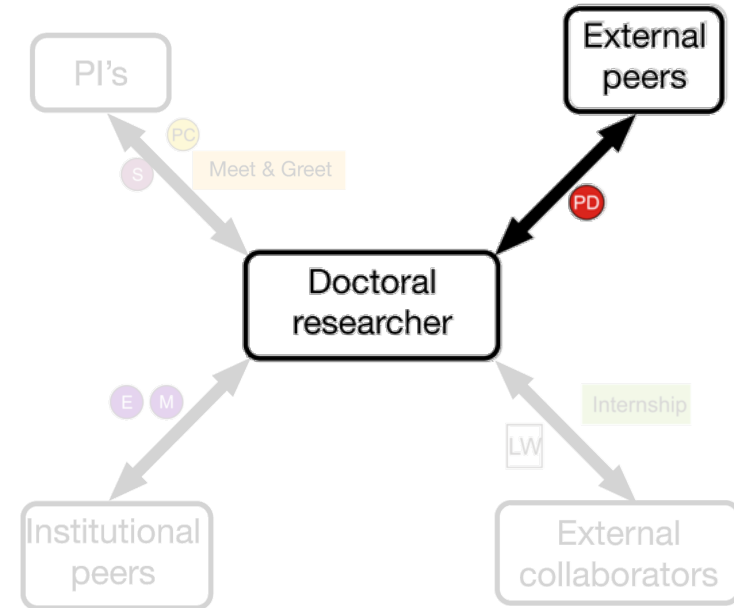 PI's
External
peers
PC
S
Meet & Greet
PD
Doctoral
researcher
E
M
Internship
LW
Institutional
peers
External
collaborators